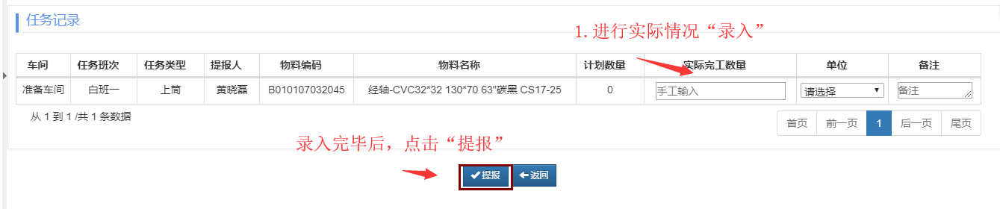 任务记录
1.进行实际情况“录入”
车间 任务班次 任务类型 提报人 物料编码 物料名称 计划数量 实际完工数量 单位 备注
准备车间 白班一 上筒 黄晓磊 B010107032045 经轴-CVC32*32 130*70 63"碳黑 CS17-25 0 手工输入 请选择 备注
从 1 到 1 /共 1 条数据 首页 前一页 1 后一页 尾页
录入完毕后，点击“提报”
提报 返回